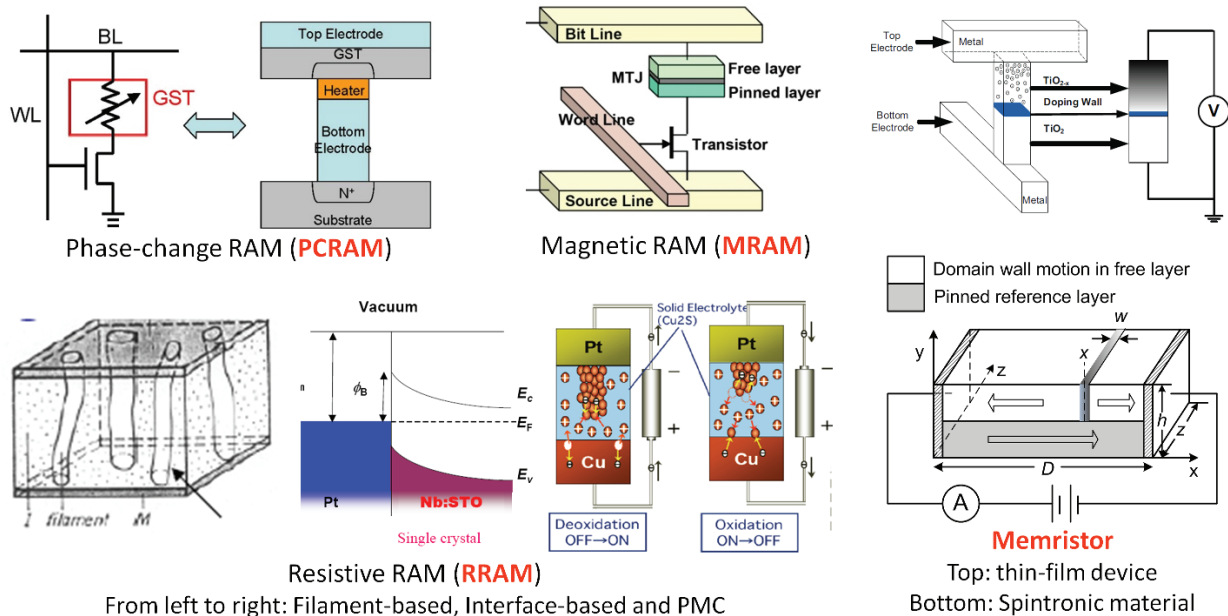 BL
WL
GST
Top Electrode
GST
Heater
Bottom
Electrode
N+
Substrate
Phase-change RAM (PCRAM)
Bit Line
MTJ
Free layer
Pinned layer
Word Line
Transistor
Source Line
Magnetic RAM (MRAM)
Top
Electrode
Metal
TiO2-x
Doping Wall
TiO2
Bottom
Electrode
Metal
V
filament
M
Vacuum
ϕB
Ec
EF
Ev
Pt
Nb:STO
Single crystal
Solid Electrolyte
(Cu2S)
Pt
Cu
−
+
Deoxidation
OFF→ON
Pt
Cu
−
+
Oxidation
ON→OFF
Resistive RAM (RRAM)
From left to right: Filament-based, Interface-based and PMC
Domain wall motion in free layer
Pinned reference layer
w
y
z
x
h
z
D
x
A
Memristor
Top: thin-film device
Bottom: Spintronic material